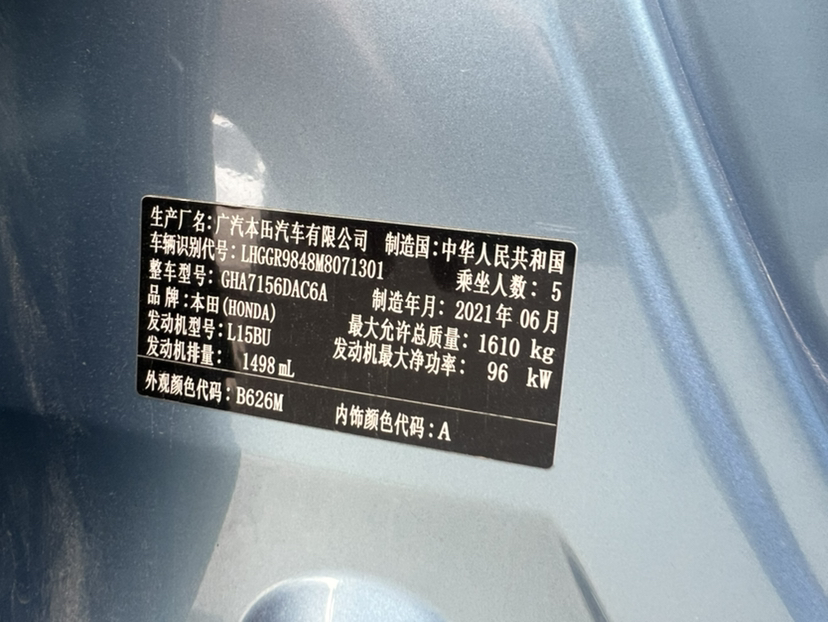 生产厂名:广汽本田汽车有限公司 制造国:中华人民共和国
车辆识别代号:LHGGR9848M8071301 乘坐人数: 5
整车型号:GHA7156DAC6A 制造年月:2021年 06月
品 牌:本田(HONDA) 最大允许总质量:1610 kg
发动机型号:L15BU 发动机最大净功率: 96 kW
发动机排量: 1498 mL
外观颜色代码:B626M 内饰颜色代码:A